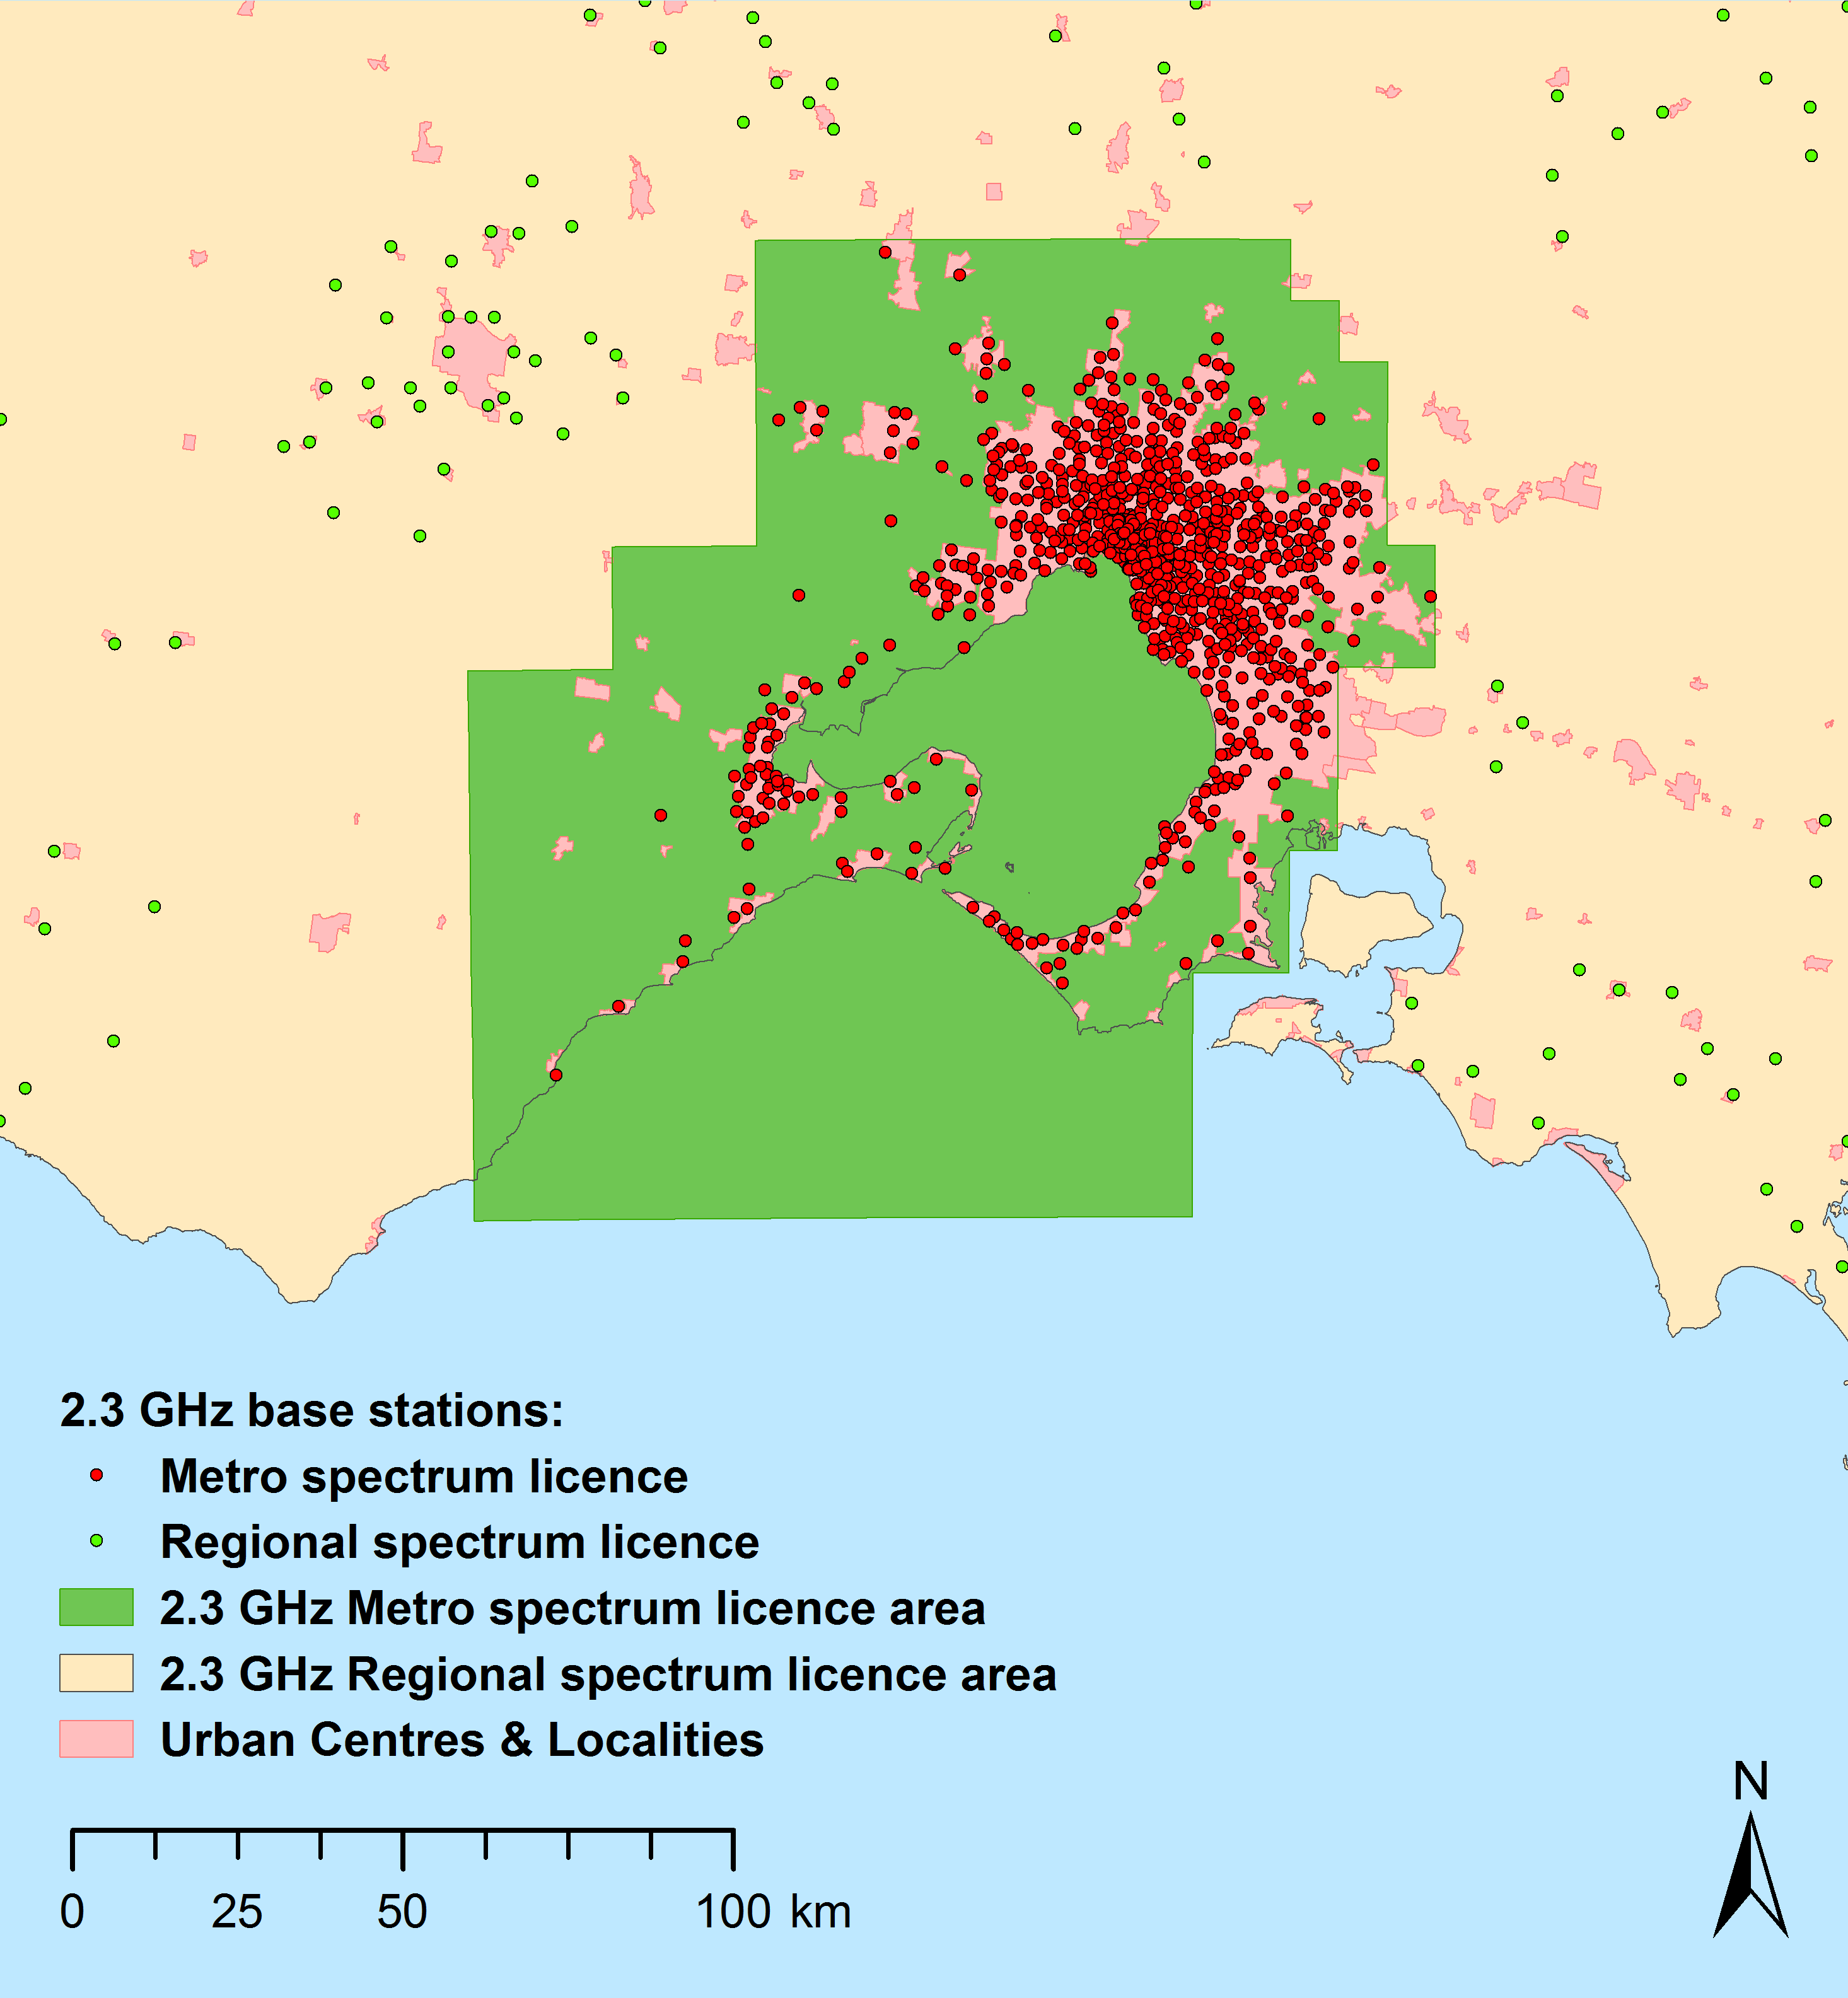 2.3 GHz base stations:
Metro spectrum licence
Regional spectrum licence
2.3 GHz Metro spectrum licence area
2.3 GHz Regional spectrum licence area
Urban Centres & Localities
N
0 25 50 100 km